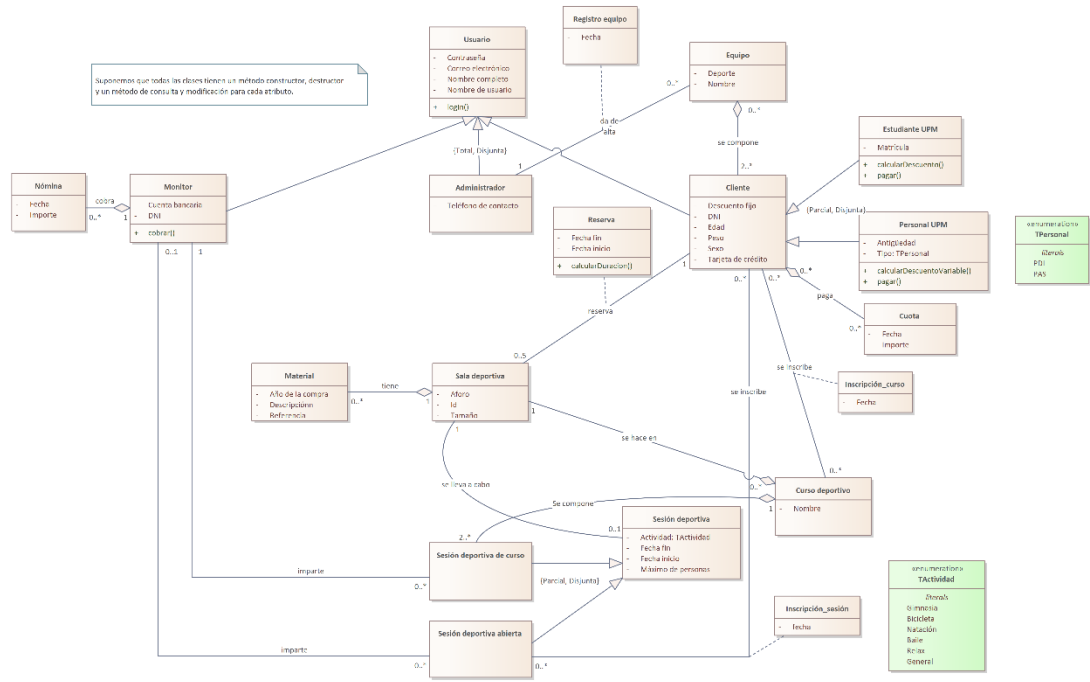 Registro equipo
- Fecha
Usuario
- Contraseña
- Correo electrónico
- Nombre completo
- Nombre de usuario
+ login()
Equipo
- Deporte
- Nombre
Suponemos que todas las clases tienen un método constructor, destructor
y un método de consulta y modificación para cada atributo.
0..*
0..*
da de
alta
se compone
Estudiante UPM
- Matrícula
+ calcularDescuento()
+ pagar()
{Total, Disjunta}
1
2..*
Nómina
- Fecha
- Importe
cobra
0..*
1
Monitor
- Cuenta bancaria
- DNI
+ cobrar()
Administrador
- Teléfono de contacto
Cliente
- Descuento fijo
- DNI
- Edad
- Peso
- Sexo
- Tarjeta de crédito
{Parcial, Disjunta}
Reserva
- Fecha fin
- Fecha inicio
+ calcularDuracion()
Personal UPM
- Antigüedad
- Tipo: TPersonal
+ calcularDescuentoVariable()
+ pagar()
«enumeration»
TPersonal
literals
PDI
PAS
0..1
1
1
0..*
0..*
0..*
paga
reserva
0..*
Cuota
- Fecha
- Importe
0..5
se inscribe
Material
- Año de la compra
- Descripciónn
- Referencia
tiene
0..*
1
Sala deportiva
- Aforo
- Id
- Tamaño
1
1
se inscribe
Inscripción_curso
- Fecha
se hace en
0..*
0..*
Curso deportivo
- Nombre
se lleva a cabo
Se compone
1
Sesión deportiva
- Actividad: TActividad
- Fecha fin
- Fecha inicio
- Máximo de personas
0..1
2..*
Sesión deportiva de curso
imparte
0..*
{Parcial, Disjunta}
«enumeration»
TActividad
literals
Gimnasia
Bicicleta
Natación
Baile
Relax
General
Inscripción_sesión
- Fecha
Sesión deportiva abierta
imparte
0..*
0..*